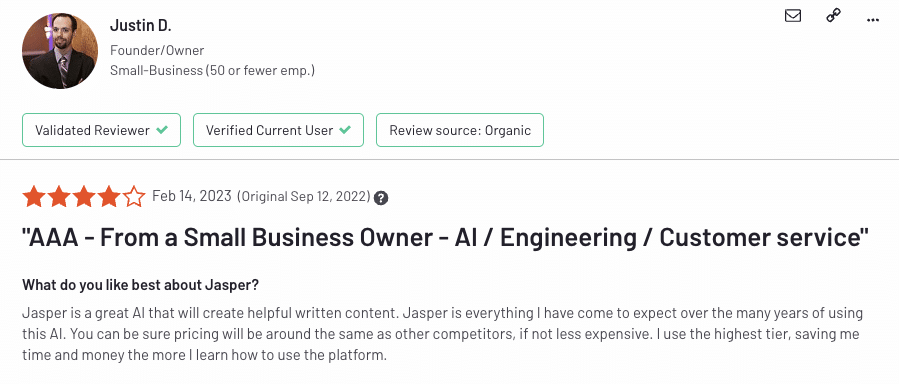 Justin D.
Founder/Owner
Small-Business (50 or fewer emp.)
Validated Reviewer
Verified Current User
Review source: Organic
Feb 14, 2023 (Original Sep 12, 2022) ?
"AAA - From a Small Business Owner - AI / Engineering / Customer service"
What do you like best about Jasper?
Jasper is a great AI that will create helpful written content. Jasper is everything I have come to expect over the many years of using
this AI. You can be sure pricing will be around the same as other competitors, if not less expensive. I use the highest tier, saving me
time and money the more I learn how to use the platform.